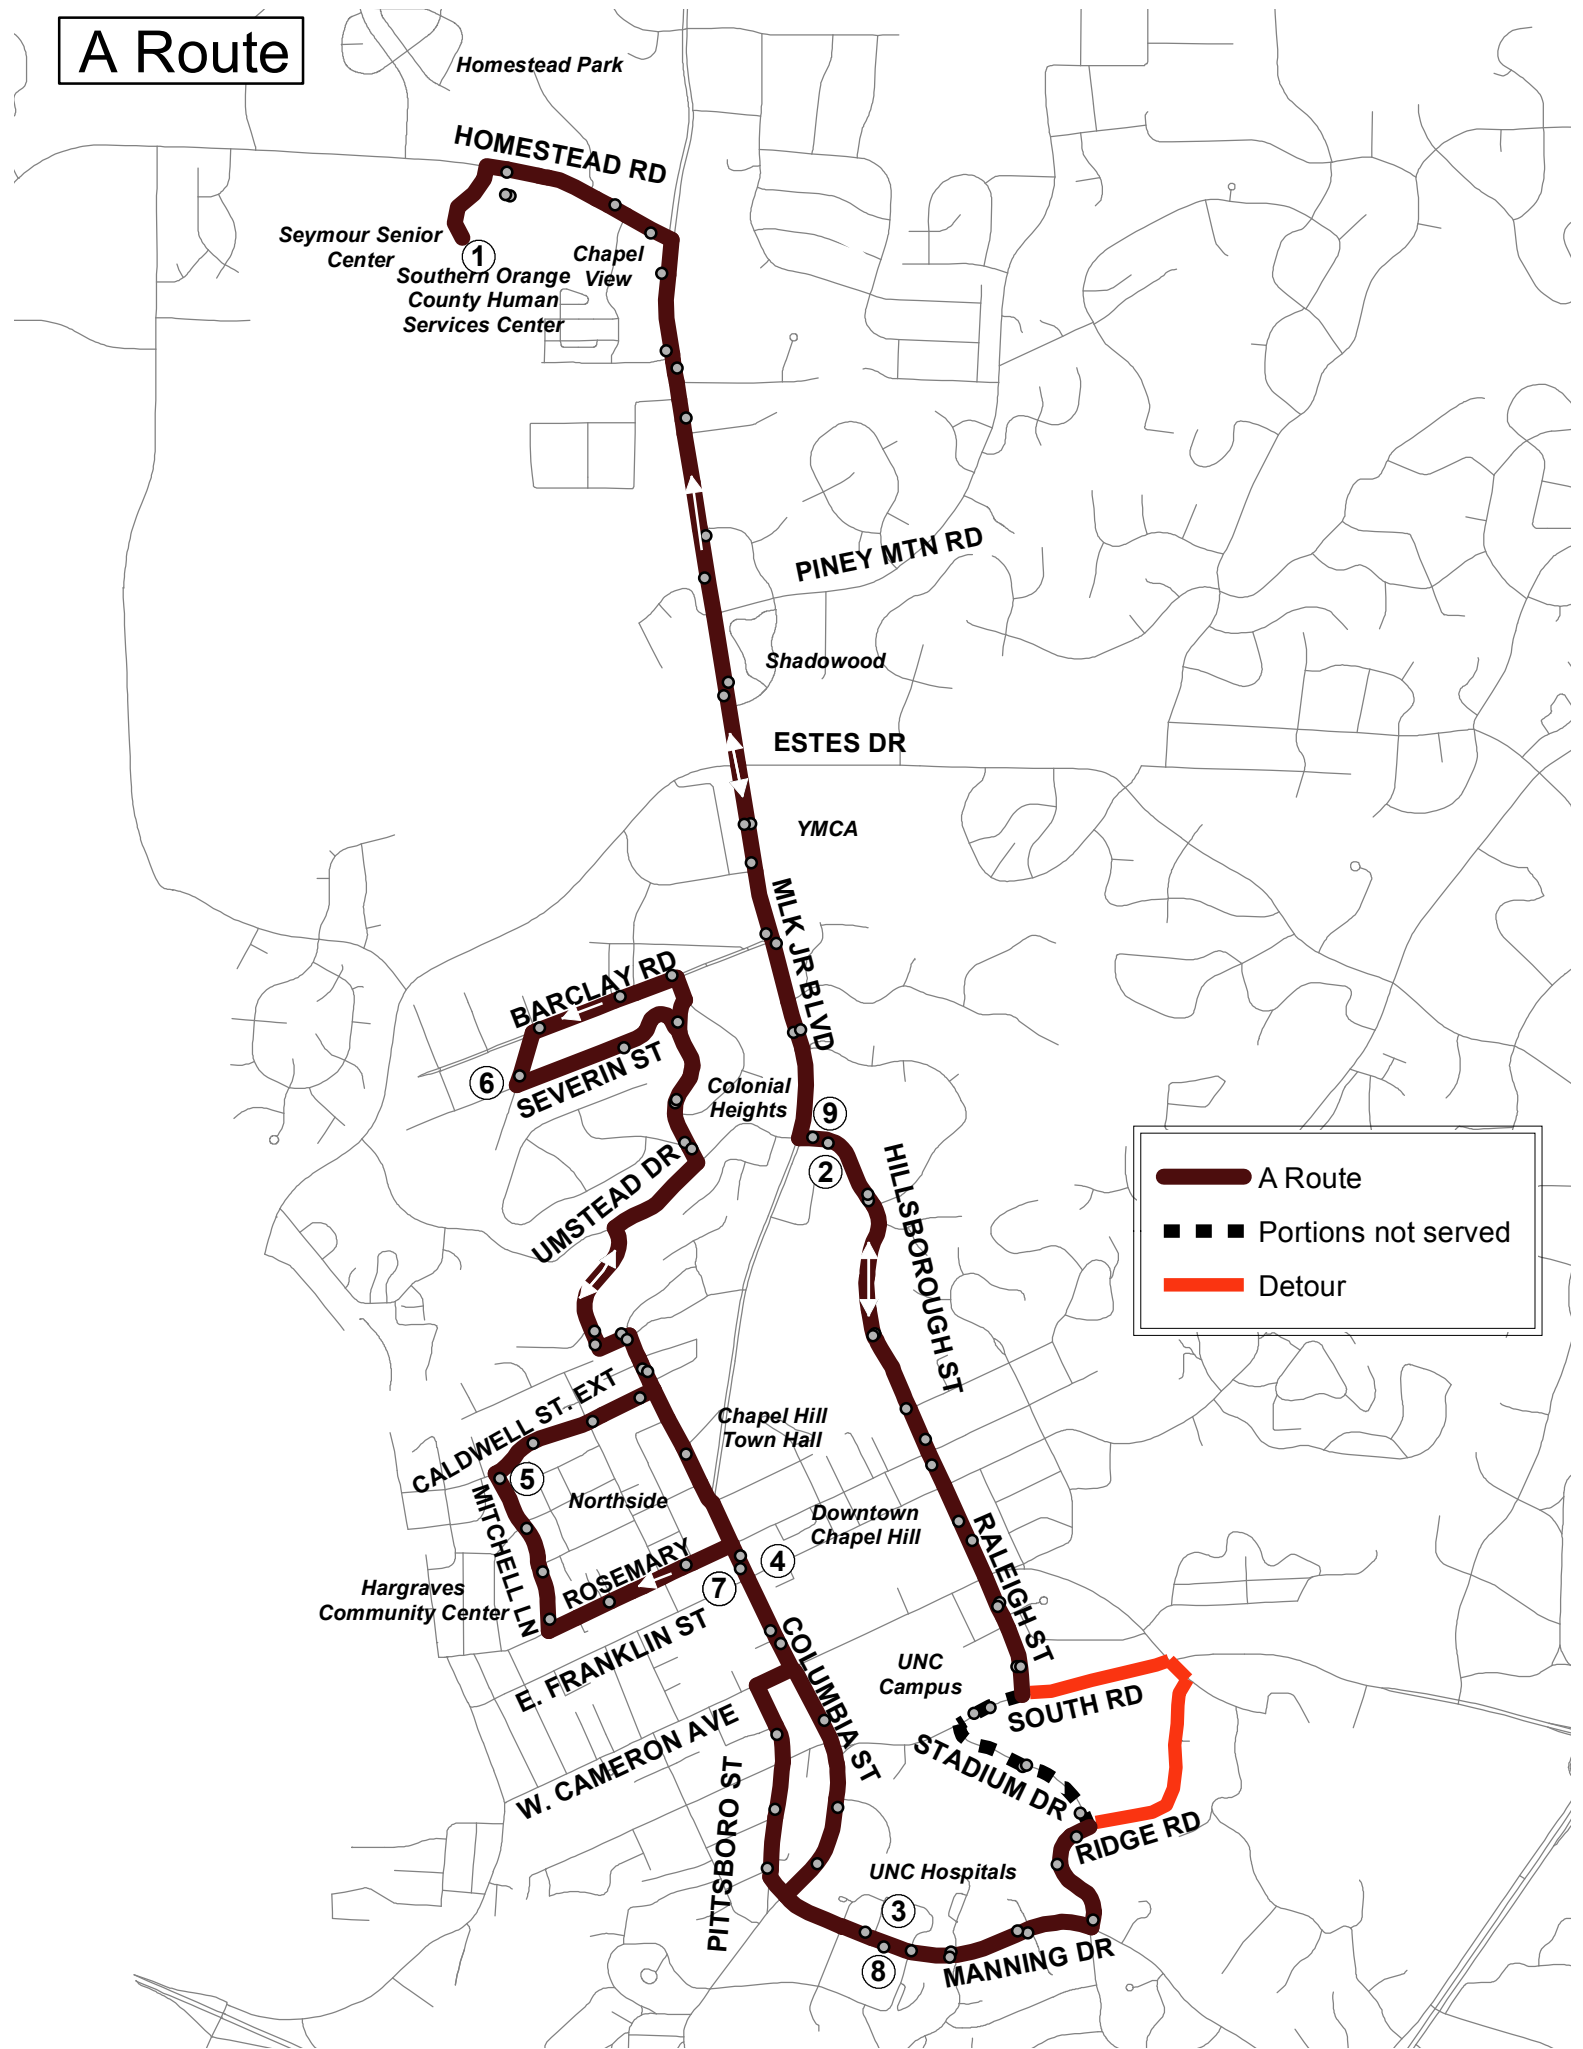 A Route
Homestead Park
HOMESTEAD RD
Seymour Senior
Center
1
Southern Orange
County Human
Services Center
Chapel
View
PINEY MTN RD
Shadowood
ESTES DR
YMCA
MLK JR BLVD
BARCLAY RD
SEVERIN ST
6
Colonial
Heights
9
2
UMSTEAD DR
HILLSBOROUGH ST
A Route
Portions not served
Detour
CALDWELL ST. EXT
5
Chapel Hill
Town Hall
Northside
MITCHELL LN
Downtown
Chapel Hill
ROSEMARY
4
7
RALEIGH ST
Hargraves
Community Center
E. FRANKLIN ST
COLUMBIA ST
UNC
Campus
SOUTH RD
W. CAMERON AVE
STADIUM DR
PITTSBORO ST
RIDGE RD
UNC Hospitals
3
8
MANNING DR